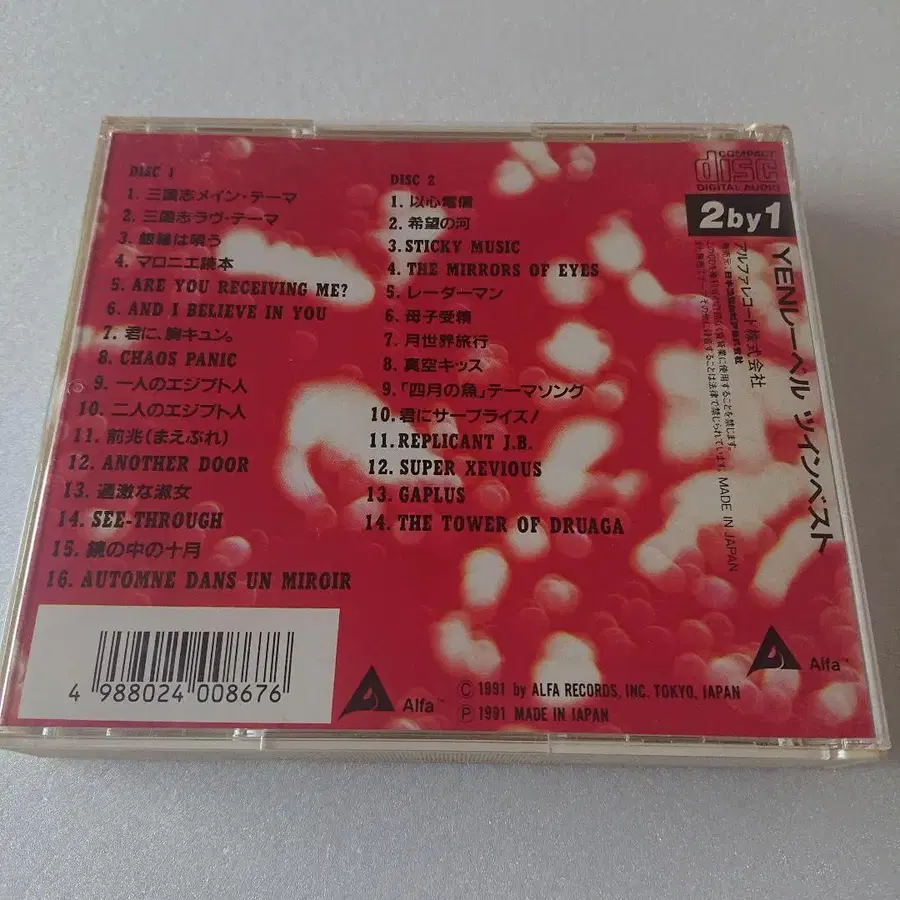 DISC 1
1. 三国志メイン・テーマ
2. 三国志ラヴ・テーマ
3. 銀輪は唄う
4. マロニエ読本
5. ARE YOU RECEIVING ME?
6. AND I BELIEVE IN YOU
7. 君に、胸キュン。
8. CHAOS PANIC
9. 一人のエジプト人
10. 二人のエジプト人
11. 前兆(まえぶれ)
12. ANOTHER DOOR
13. 過激な淑女
14. SEE-THROUGH
15. 鏡の中の十月
16. AUTOMNE DANS UN MIROIR
DISC 2
1. 以心電信
2. 希望の河
3. STICKY MUSIC
4. THE MIRRORS OF EYES
5. レーダーマン
6. 母子受精
7. 月世界旅行
8. 真空キッス
9. 「四月の魚」テーマソング
10. 君にサープライズ!
11. REPLICANT J.B.
12. SUPER XEVIOUS
13. GAPLUS
14. THE TOWER OF DRUAGA
COMPACT
disc
DIGITAL AUDIO
2 by 1
YENレーベル ツインベスト
アルファレコード株式会社
MADE IN JAPAN
4 988024 008676
Alfa™
© 1991 by ALFA RECORDS, INC. TOKYO, JAPAN
℗ 1991 MADE IN JAPAN
Alfa™